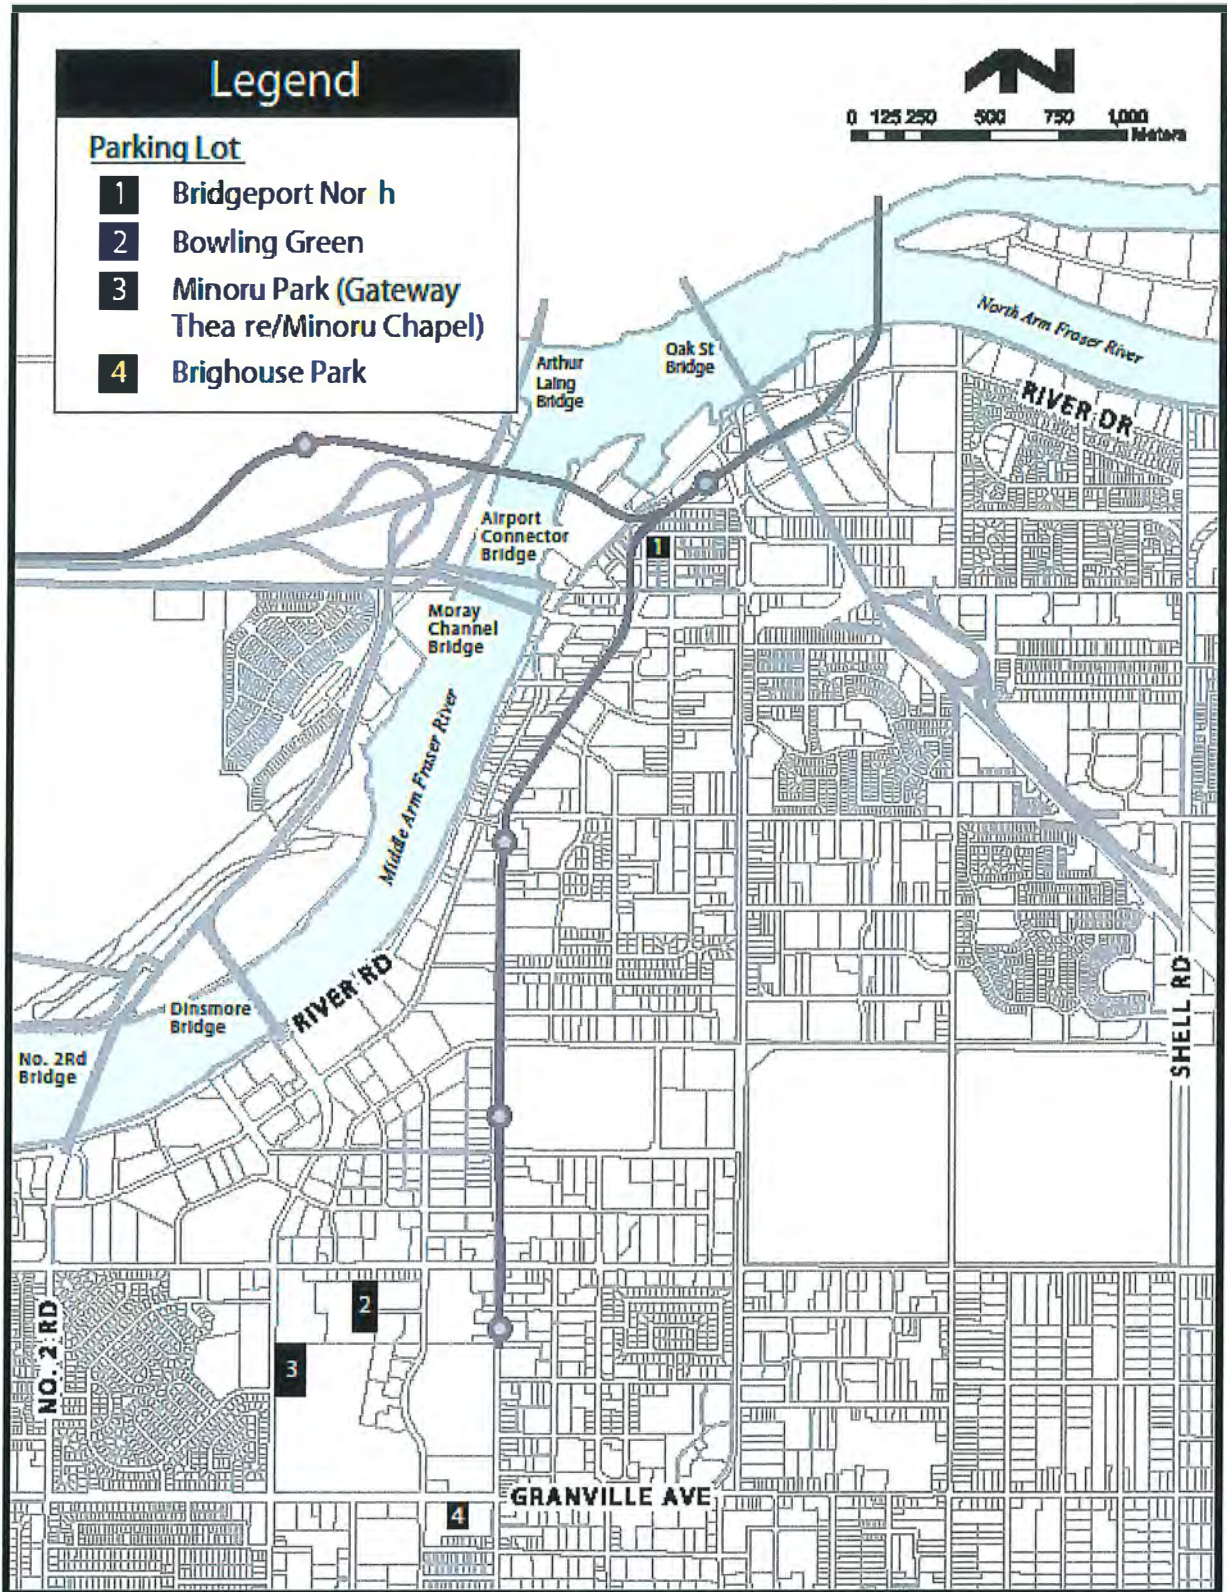 Legend
Parking Lot
1 Bridgeport Nor h
2 Bowling Green
3 Minoru Park (Gateway
Thea re/Minoru Chapel)
4 Brighouse Park
N
0 125 250 500 750 1,000
Meters
North Arm Fraser River
Oak St
Bridge
Arthur
Laing
Bridge
RIVER DR
Airport
Connector
Bridge
1
Moray
Channel
Bridge
Middle Arm Fraser River
RIVER RD
Dinsmore
Bridge
No. 2Rd
Bridge
SHELL RD
2
NO. 2 RD
3
GRANVILLE AVE
4